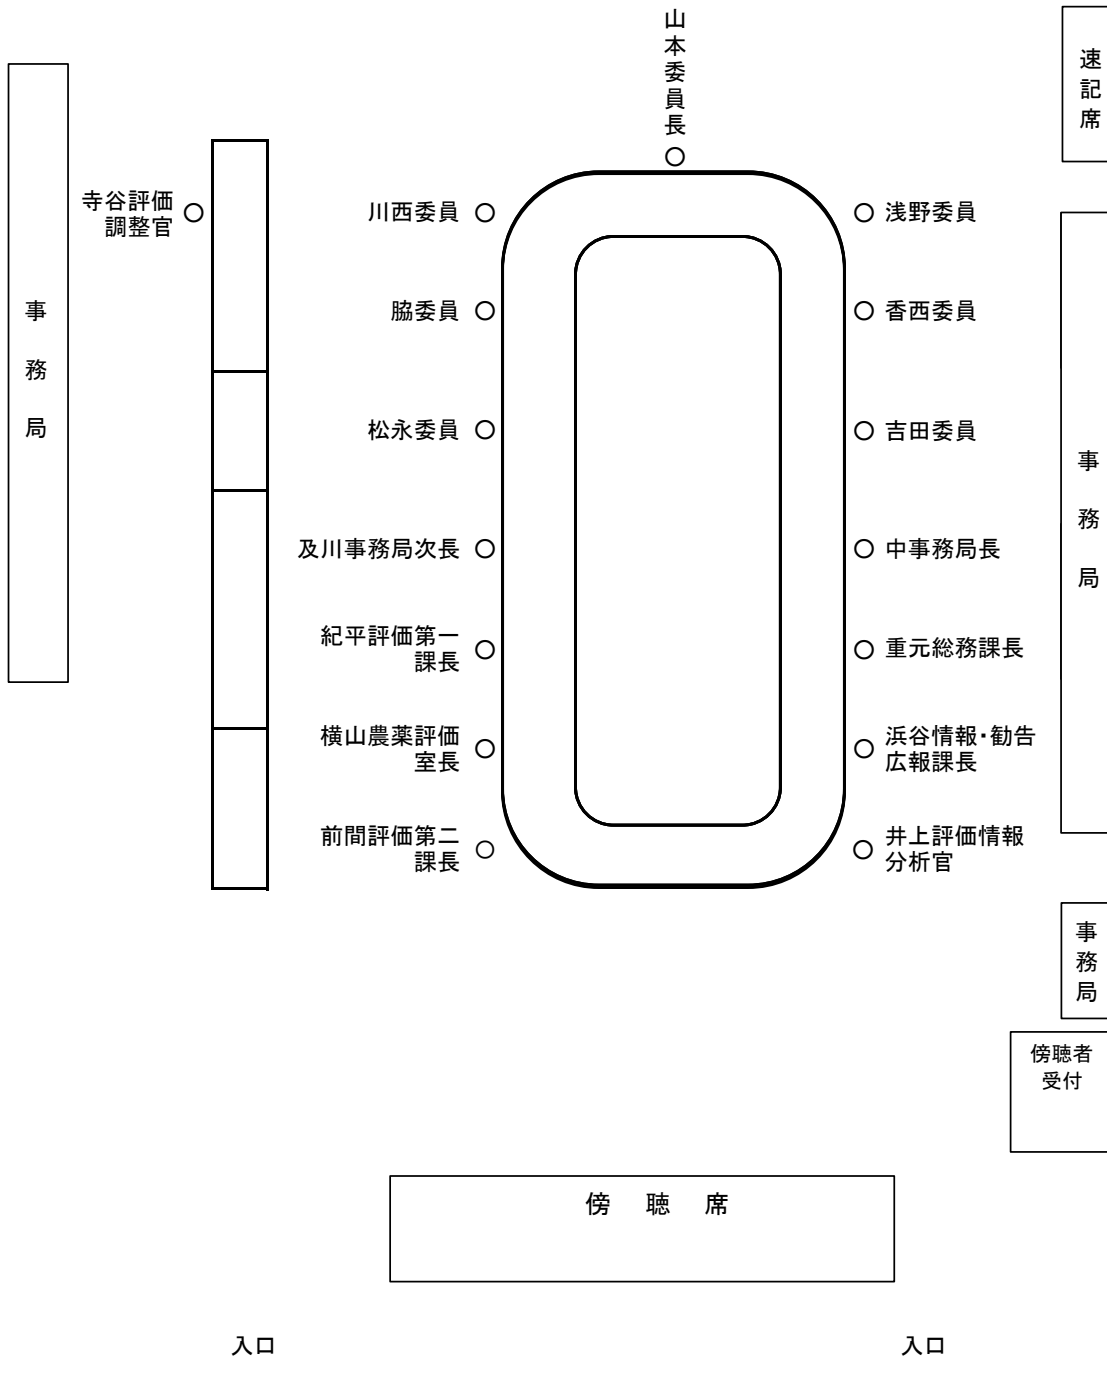 山本委員長
速記席
事務局
寺谷評価
調整官
川西委員
浅野委員
脇委員
香西委員
松永委員
吉田委員
事務局
及川事務局次長
中事務局長
紀平評価第一
課長
重元総務課長
横山農薬評価
室長
浜谷情報・勧告
広報課長
前間評価第二
課長
井上評価情報
分析官
事務局
傍聴者
受付
傍 聴 席
入口
入口